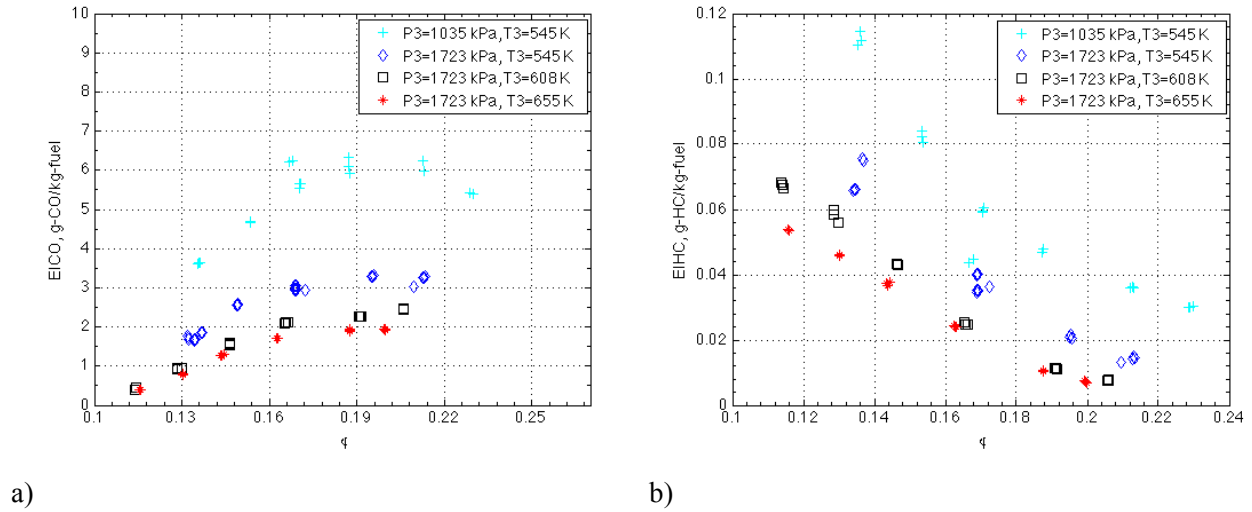 10
9
8
7
6
5
4
3
2
1
0
EICO, g-CO/kg-fuel
P3=1035 kPa,T3=545 K
P3=1723 kPa, T3=545 K
P3=1723 kPa, T3=608 K
P3=1723 kPa, T3=655 K
0.1 0.13 0.16 0.19 0.22 0.25
a)
0.12
0.1
0.08
0.06
0.04
0.02
0
EIHC, g-HC/kg-fuel
P3=1035 kPa,T3=545 K
P3=1723 kPa, T3=545 K
P3=1723 kPa, T3=608 K
P3=1723 kPa, T3=655 K
0.1 0.12 0.14 0.16 0.18 0.2 0.22 0.24
b)